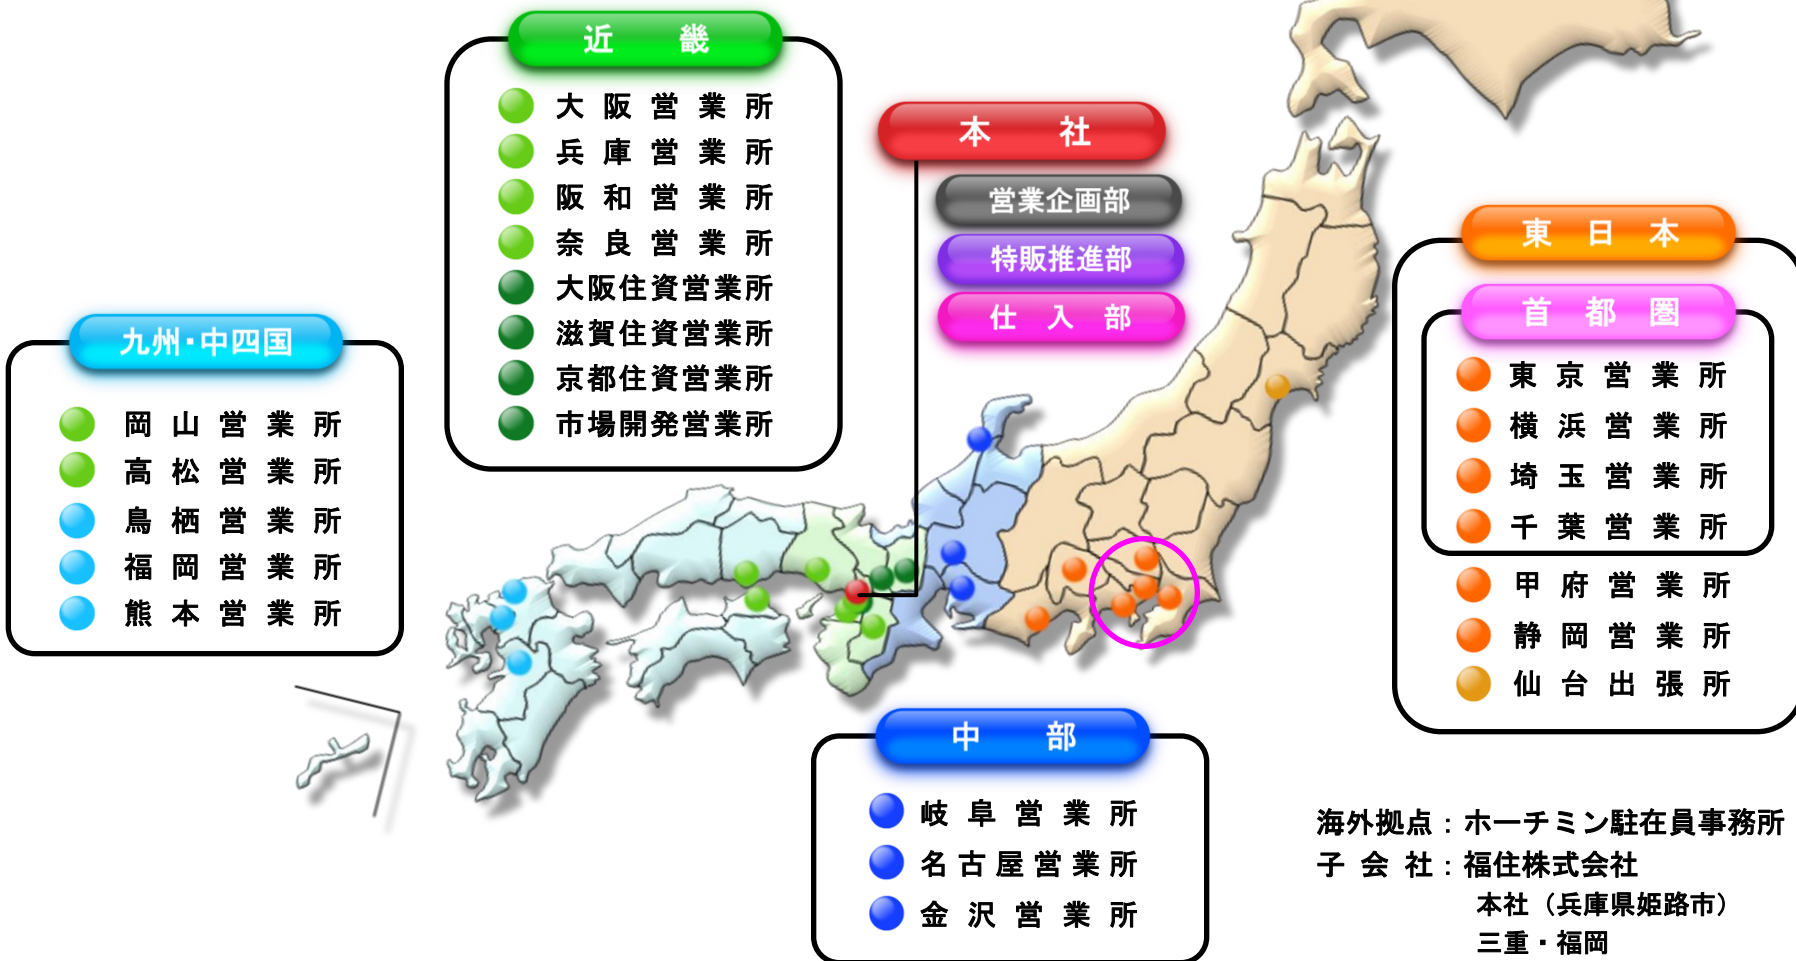 近畿
大阪営業所
兵庫営業所
阪和営業所
奈良営業所
大阪住資営業所
滋賀住資営業所
京都住資営業所
市場開発営業所
本社
営業企画部
特販推進部
仕入部
東日本
首都圏
東京営業所
横浜営業所
埼玉営業所
千葉営業所
甲府営業所
静岡営業所
仙台出張所
九州・中四国
岡山営業所
高松営業所
鳥栖営業所
福岡営業所
熊本営業所
中部
岐阜営業所
名古屋営業所
金沢営業所
海外拠点：ホーチミン駐在員事務所
子会社：福住株式会社
本社（兵庫県姫路市）
三重・福岡